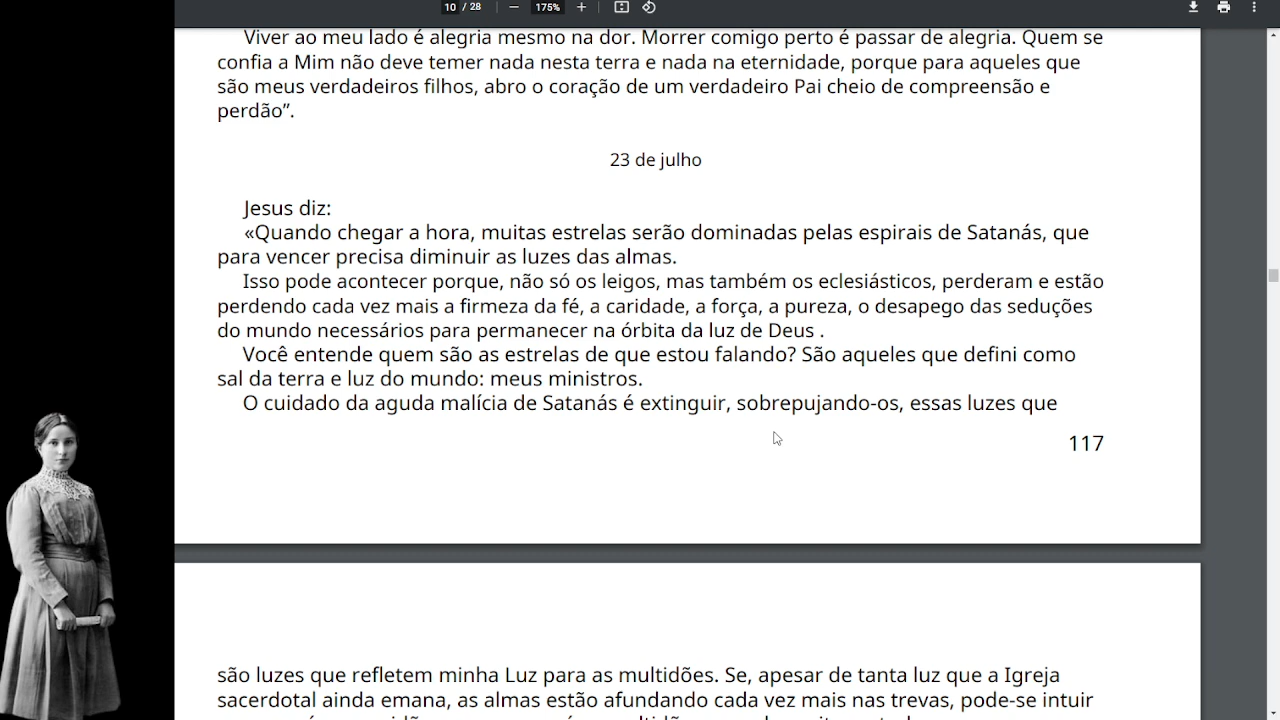 10 / 28
175%
Viver ao meu lado é alegria mesmo na dor. Morrer comigo perto é passar de alegria. Quem se
confia a Mim não deve temer nada nesta terra e nada na eternidade, porque para aqueles que
são meus verdadeiros filhos, abro o coração de um verdadeiro Pai cheio de compreensão e
perdão”.
23 de julho
Jesus diz:
«Quando chegar a hora, muitas estrelas serão dominadas pelas espirais de Satanás, que
para vencer precisa diminuir as luzes das almas.
Isso pode acontecer porque, não só os leigos, mas também os eclesiásticos, perderam e estão
perdendo cada vez mais a firmeza da fé, a caridade, a força, a pureza, o desapego das seduções
do mundo necessários para permanecer na órbita da luz de Deus .
Você entende quem são as estrelas de que estou falando? São aqueles que defini como
sal da terra e luz do mundo: meus ministros.
O cuidado da aguda malícia de Satanás é extinguir, sobrepujando-os, essas luzes que
117
são luzes que refletem minha Luz para as multidões. Se, apesar de tanta luz que a Igreja
sacerdotal ainda emana, as almas estão afundando cada vez mais nas trevas, pode-se intuir